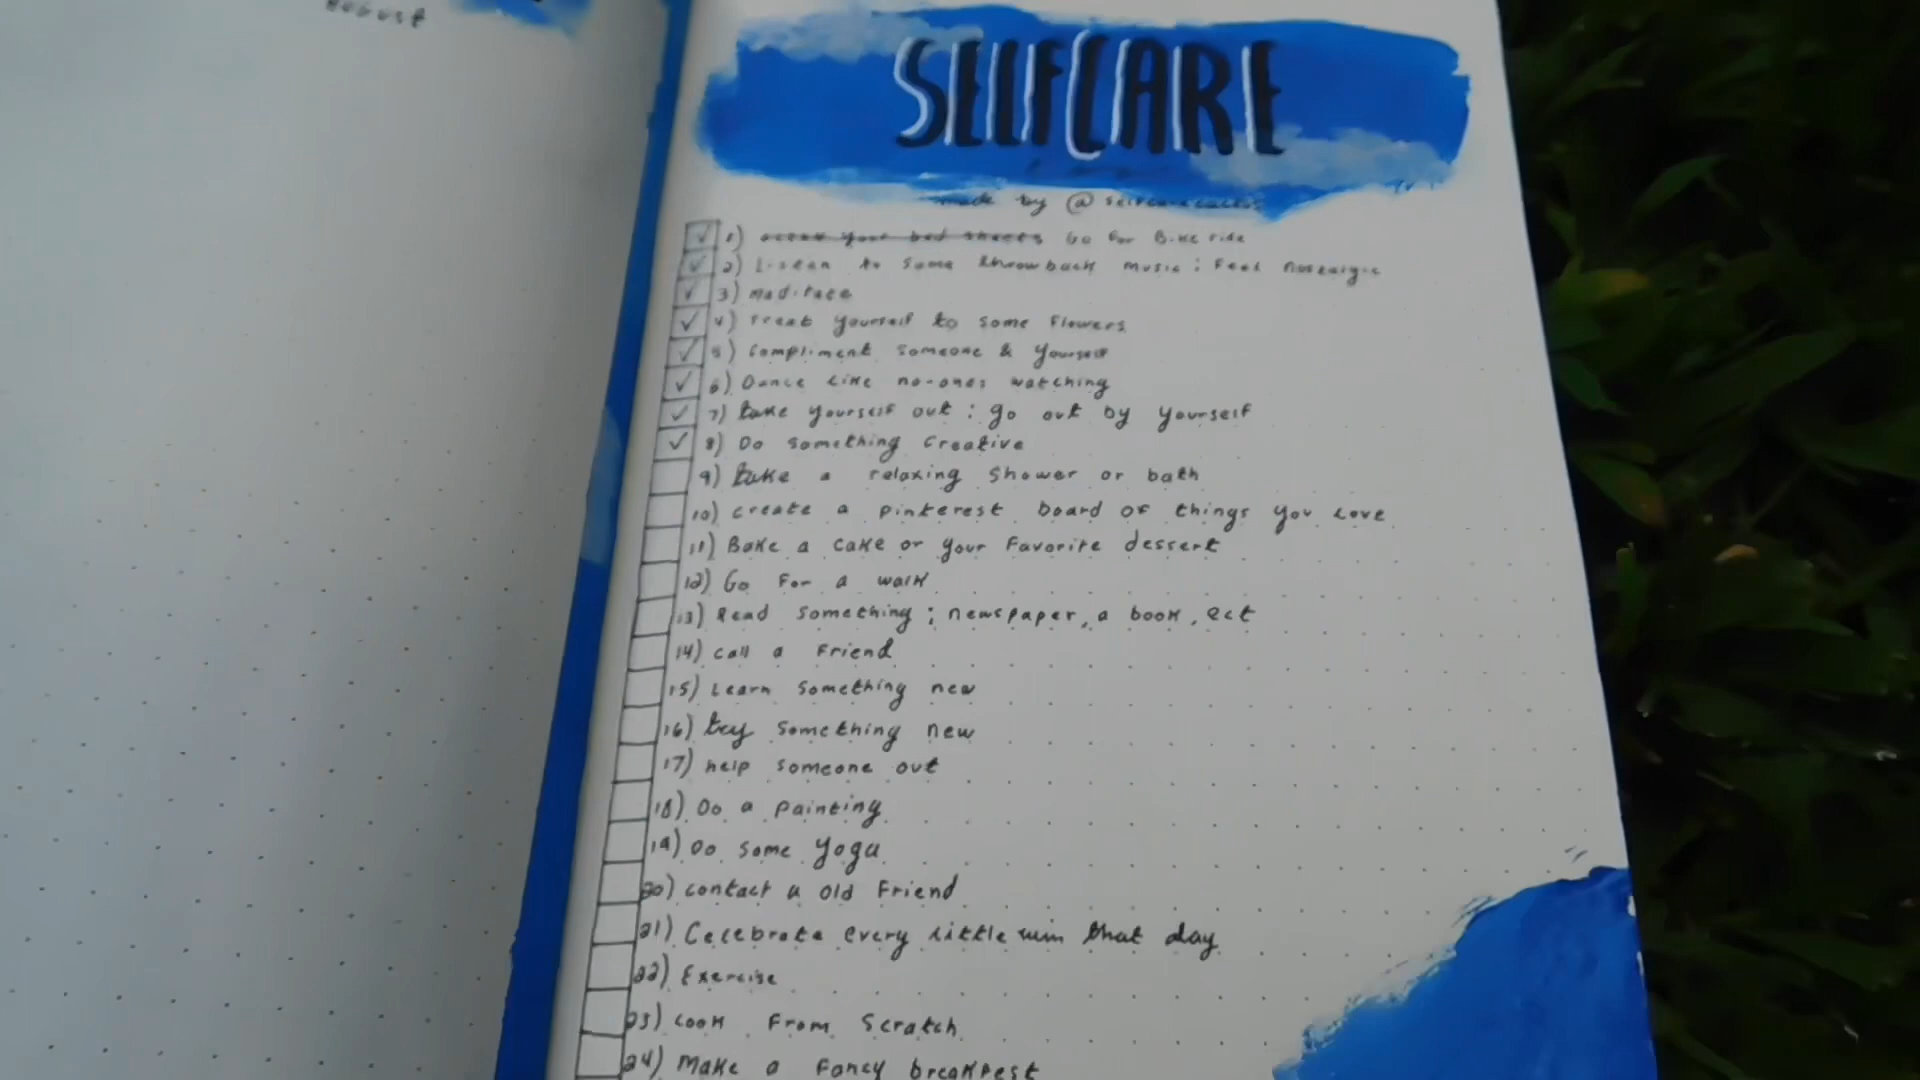 August
SELFCARE
made by @selfcare
1) Go for Bike ride
2) Listen to some throwback music: Feel nostalgic
3) meditate
4) Treat yourself to some Flowers
5) Compliment someone & yourself
6) Dance like no-ones watching
7) take yourself out: go out by yourself
8) Do something Creative
9) take a relaxing shower or bath
10) create a pinterest board of things you love
11) Bake a cake or your Favorite dessert
12) Go For a walk
13) Read something; newspaper, a book, ect
14) call a Friend
15) Learn something new
16) try something new
17) help someone out
18) Do a painting
19) Do some Yoga
20) contact a old Friend
21) Celebrate every little win that day
22) Exercise
23) cook From Scratch
24) Make a Fancy breakfest